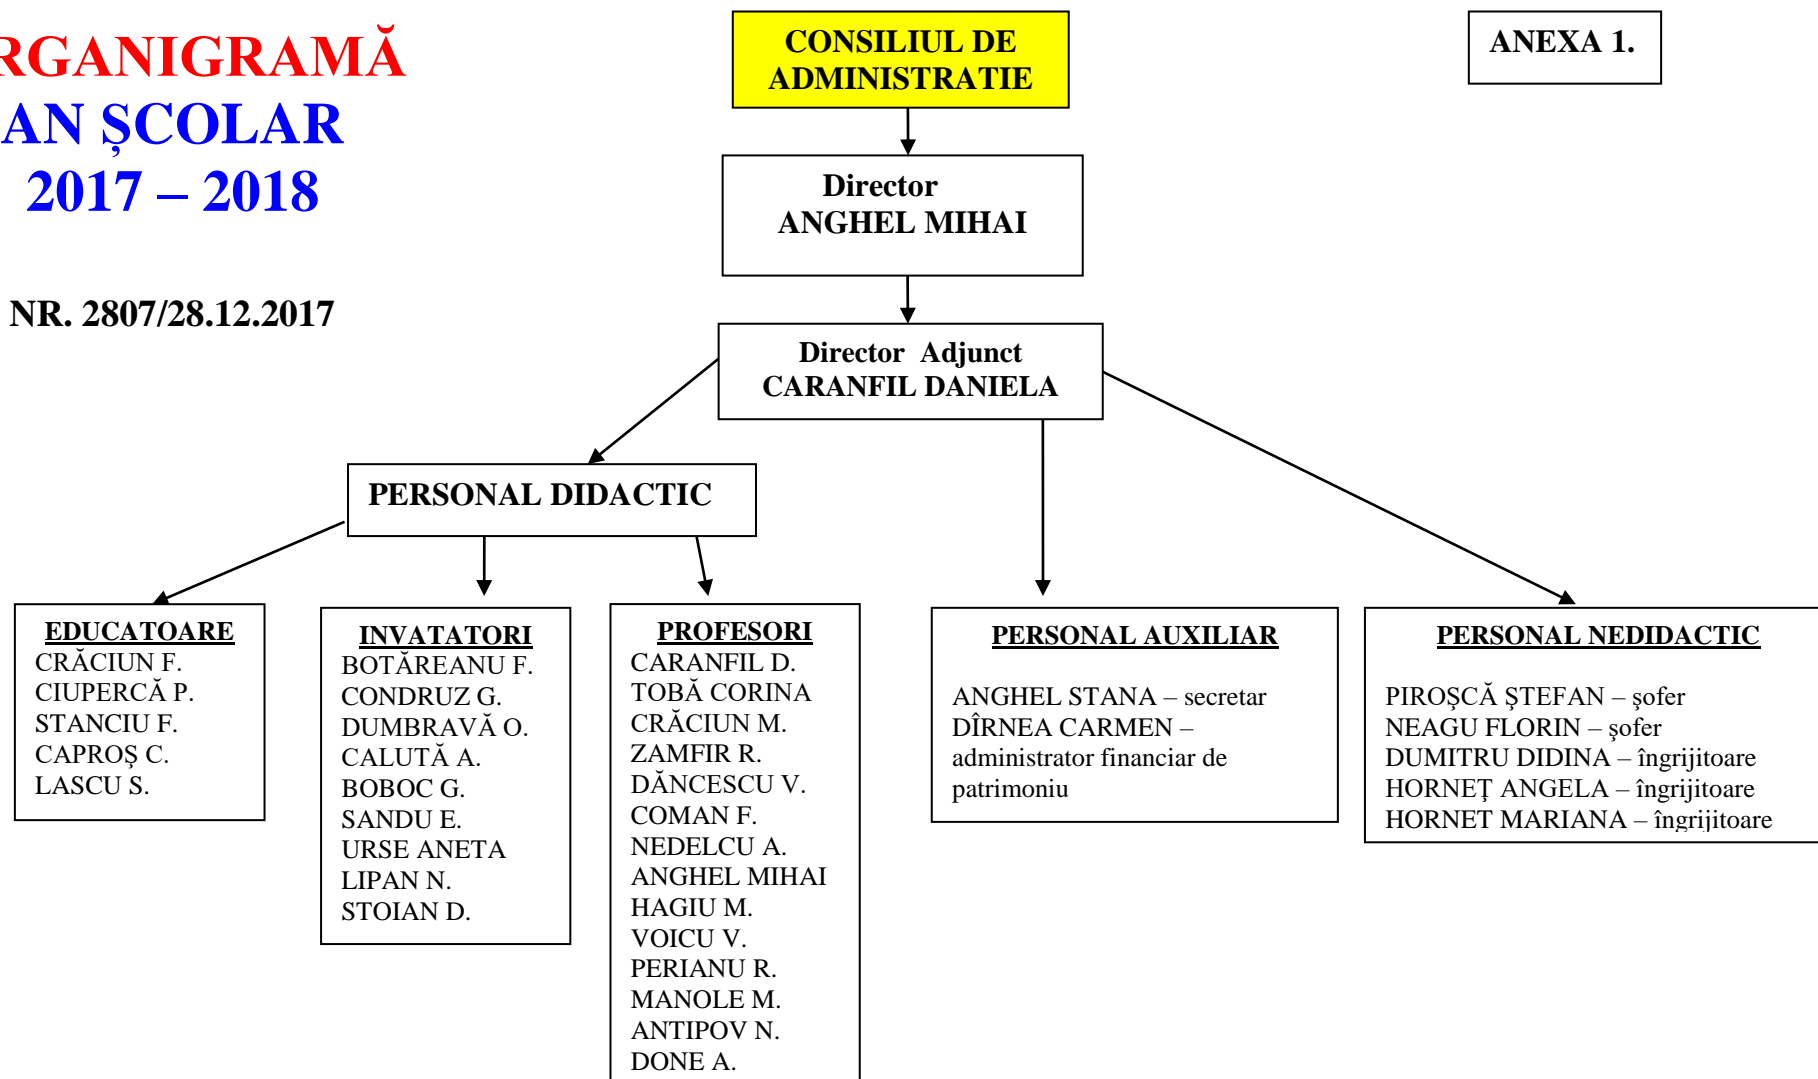 RGANIGRAMĂ
AN ȘCOLAR
2017 – 2018
NR. 2807/28.12.2017
CONSILIUL DE
ADMINISTRATIE
ANEXA 1.
Director
ANGHEL MIHAI
Director Adjunct
CARANFIL DANIELA
PERSONAL DIDACTIC
EDUCATOARE
CRĂCIUN F.
CIUPERCĂ P.
STANCIU F.
CAPROŞ C.
LASCU S.
INVATATORI
BOTĂREANU F.
CONDRUZ G.
DUMBRAVĂ O.
CALUTĂ A.
BOBOC G.
SANDU E.
URSE ANETA
LIPAN N.
STOIAN D.
PROFESORI
CARANFIL D.
TOBĂ CORINA
CRĂCIUN M.
ZAMFIR R.
DĂNCESCU V.
COMAN F.
NEDELCU A.
ANGHEL MIHAI
HAGIU M.
VOICU V.
PERIANU R.
MANOLE M.
ANTIPOV N.
DONE A.
PERSONAL AUXILIAR
ANGHEL STANA – secretar
DÎRNEA CARMEN –
administrator financiar de
patrimoniu
PERSONAL NEDIDACTIC
PIROŞCĂ ŞTEFAN – şofer
NEAGU FLORIN – şofer
DUMITRU DIDINA – îngrijitoare
HORNEŢ ANGELA – îngrijitoare
HORNET MARIANA – îngrijitoare